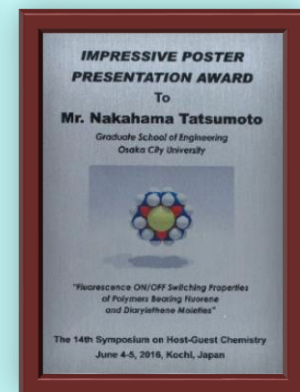 IMPRESSIVE POSTER
PRESENTATION AWARD
To
Mr. Nakahama Tatsumoto
Graduate School of Engineering
Osaka City University
"Fluorescence ON/OFF Switching Properties
of Polymers Bearing Fluorene
and Diarylethene Moieties"
The 14th Symposium on Host-Guest Chemistry
June 4-5, 2016, Kochi, Japan